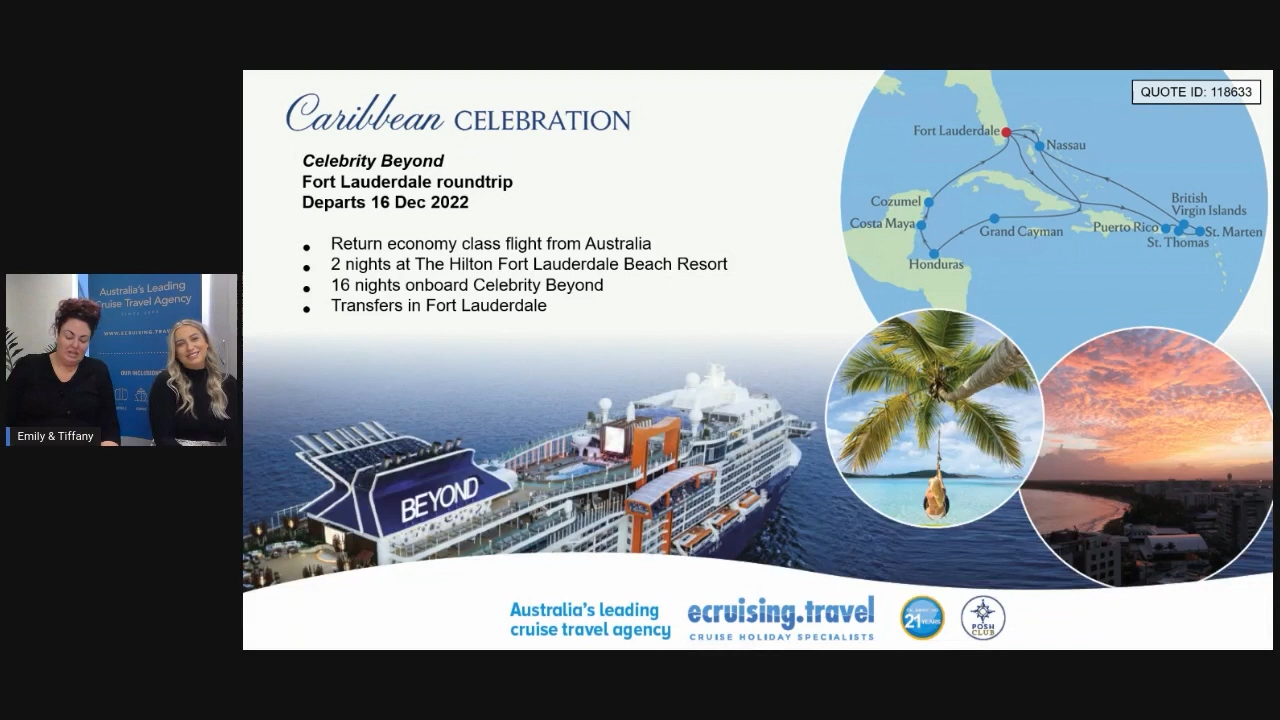 QUOTE ID: 118633
Caribbean CELEBRATION
Celebrity Beyond
Fort Lauderdale roundtrip
Departs 16 Dec 2022
• Return economy class flight from Australia
• 2 nights at The Hilton Fort Lauderdale Beach Resort
• 16 nights onboard Celebrity Beyond
• Transfers in Fort Lauderdale
Fort Lauderdale
Nassau
Cozumel
Costa Maya
Grand Cayman
Honduras
British
Virgin Islands
Puerto Rico
St. Marten
St. Thomas
Australia's Leading
Cruise Travel Agency
OUR INCLUSION
Emily & Tiffany
BEYOND
Australia's leading
cruise travel agency
ecruising.travel
CRUISE HOLIDAY SPECIALISTS
21 YEARS
POSH
CLUB